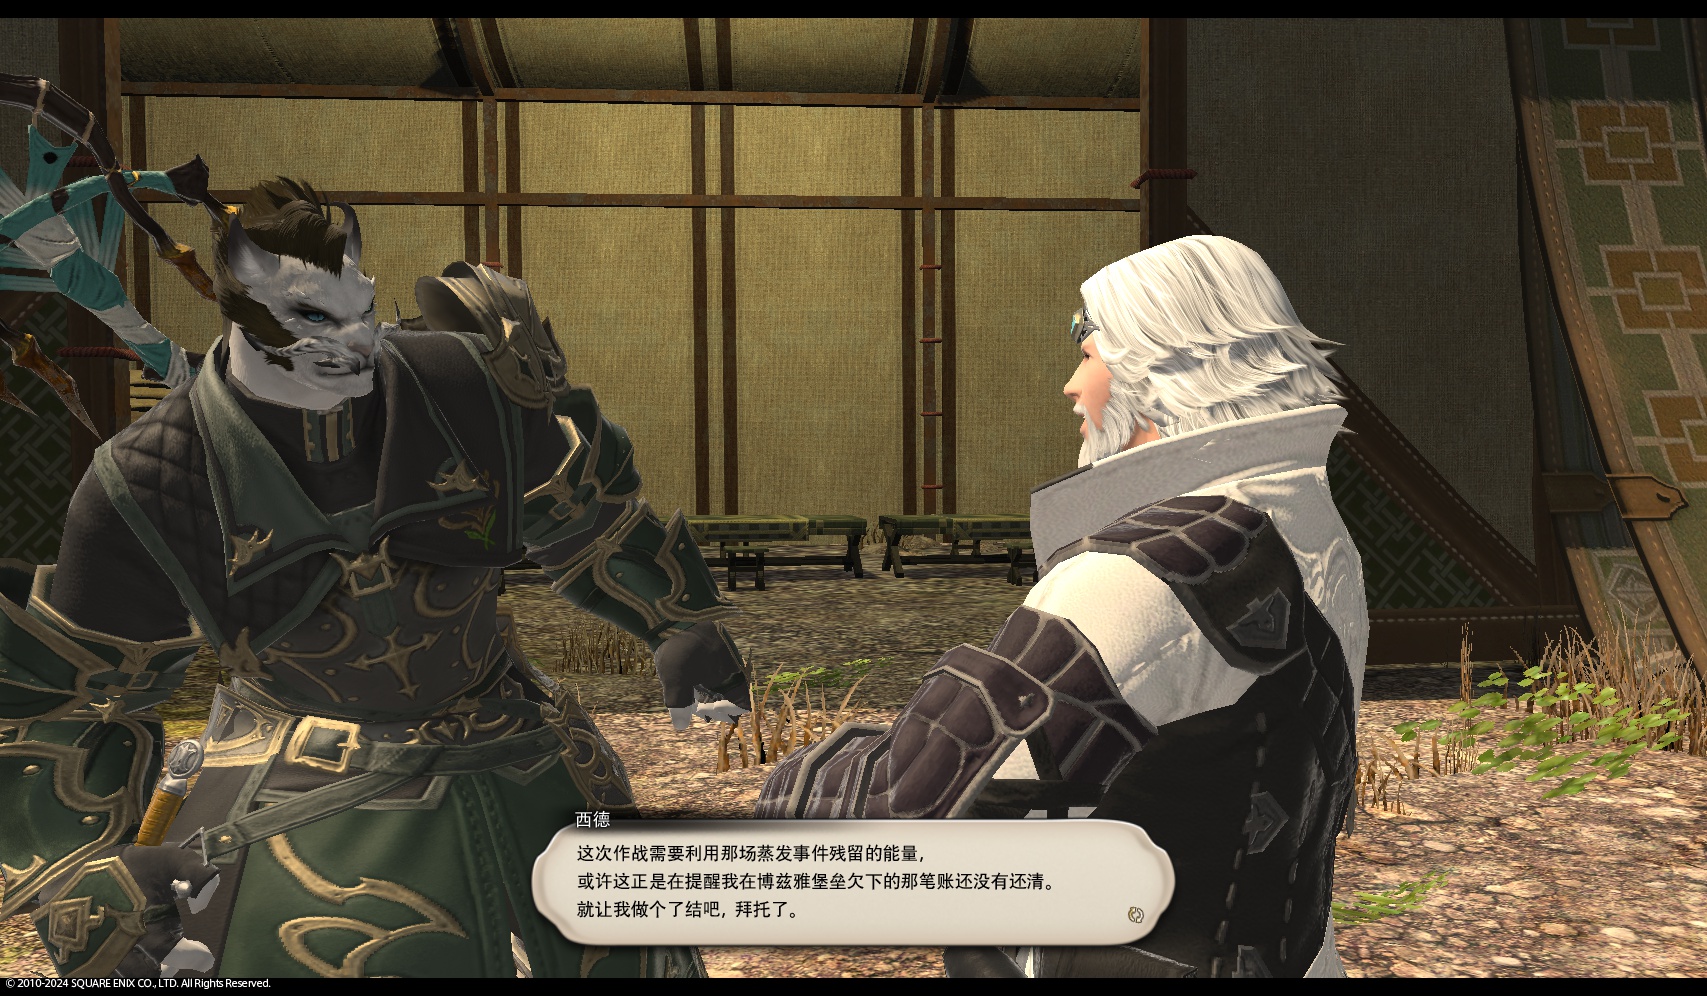 西德
这次作战需要利用那场蒸发事件残留的能量，
或许这正是在提醒我在博兹雅堡垒欠下的那笔账还没有还清。
就让我做个了结吧，拜托了。
© 2010-2024 SQUARE ENIX CO., LTD. All Rights Reserved.